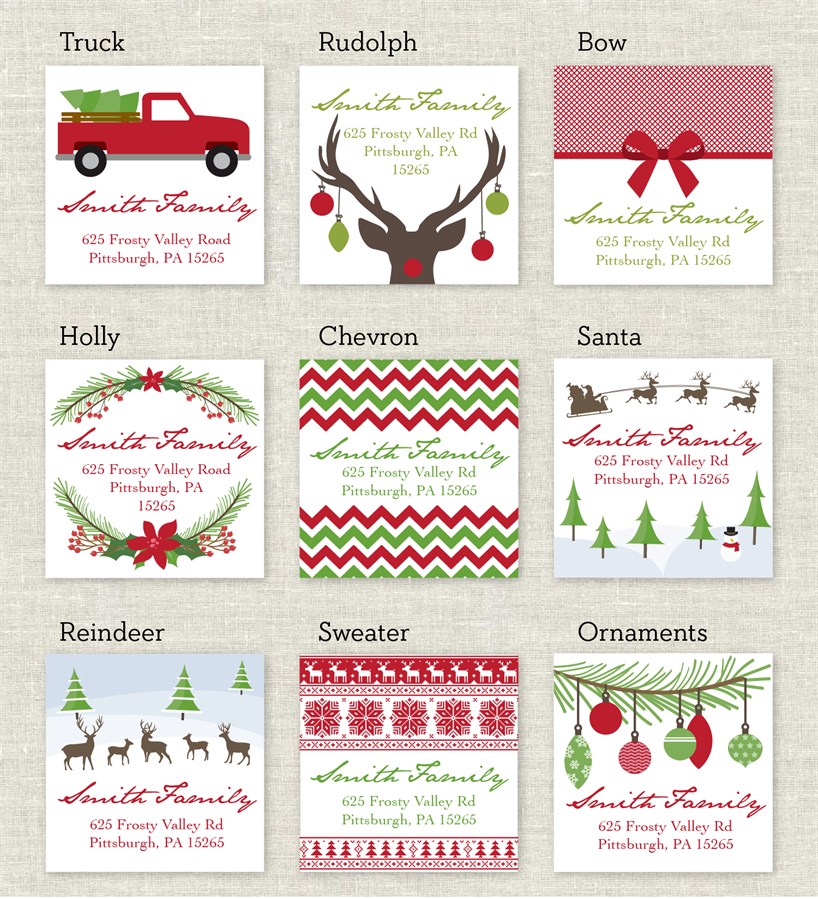 Truck
Smith Family
625 Frosty Valley Road
Pittsburgh, PA 15265
Rudolph
Smith Family
625 Frosty Valley Rd
Pittsburgh, PA
15265
Bow
Smith Family
625 Frosty Valley Rd
Pittsburgh, PA 15265
Holly
Smith Family
625 Frosty Valley Road
Pittsburgh, PA
15265
Chevron
Smith Family
625 Frosty Valley Rd
Pittsburgh, PA 15265
Santa
Smith Family
625 Frosty Valley Rd
Pittsburgh, PA 15265
Reindeer
Smith Family
625 Frosty Valley Rd
Pittsburgh, PA 15265
Sweater
Smith Family
625 Frosty Valley Rd
Pittsburgh, PA 15265
Ornaments
Smith Family
625 Frosty Valley Rd
Pittsburgh, PA 15265